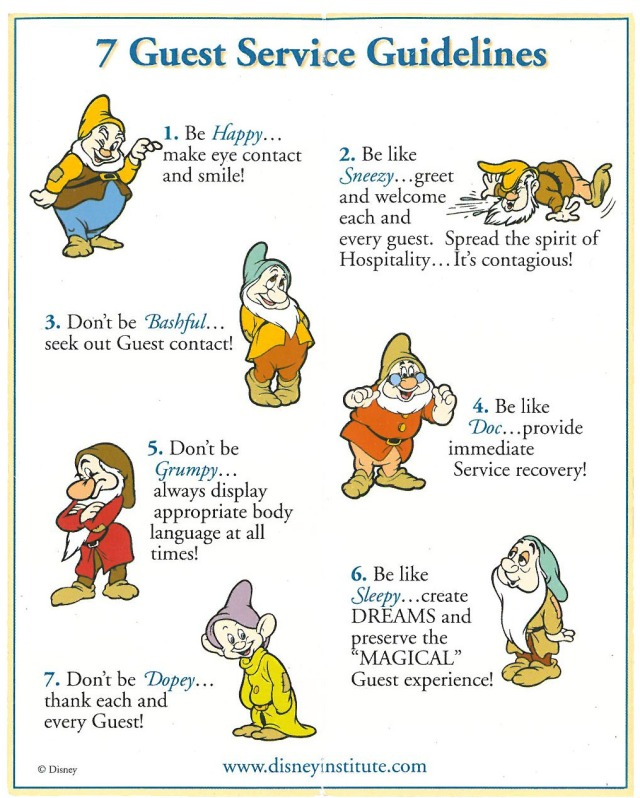 7 Guest Service Guidelines
1. Be Happy...
make eye contact
and smile!
2. Be like
Sneezy...greet
and welcome
each and
every guest. Spread the spirit of
Hospitality...It's contagious!
3. Don't be Bashful...
seek out Guest contact!
4. Be like
Doc...provide
immediate
Service recovery!
5. Don't be
Grumpy...
always display
appropriate body
language at all
times!
6. Be like
Sleepy...create
DREAMS and
preserve the
"MAGICAL"
Guest experience!
7. Don't be Dopey...
thank each and
every Guest!
© Disney
www.disneyinstitute.com